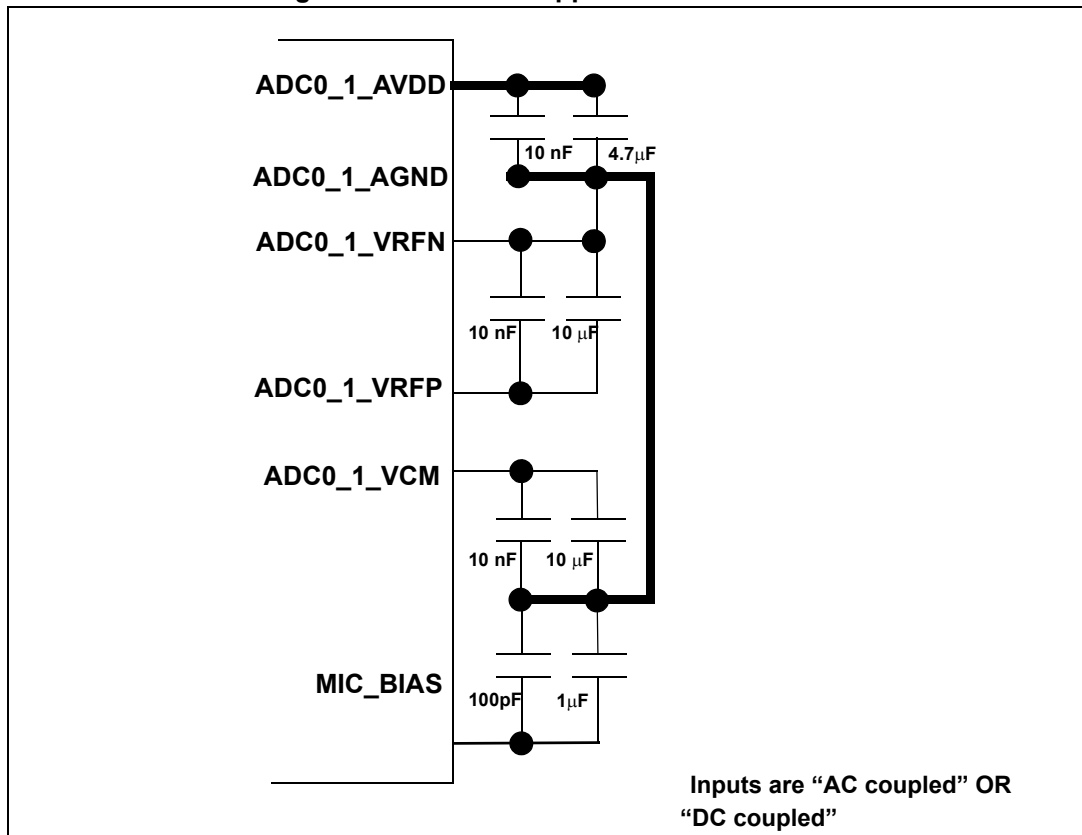 ADC0_1_AVDD
10 nF
4.7μF
ADC0_1_AGND
ADC0_1_VRFN
10 nF
10 μF
ADC0_1_VRFP
ADC0_1_VCM
10 nF
10 μF
MIC_BIAS
100pF
1μF
Inputs are “AC coupled” OR
“DC coupled”